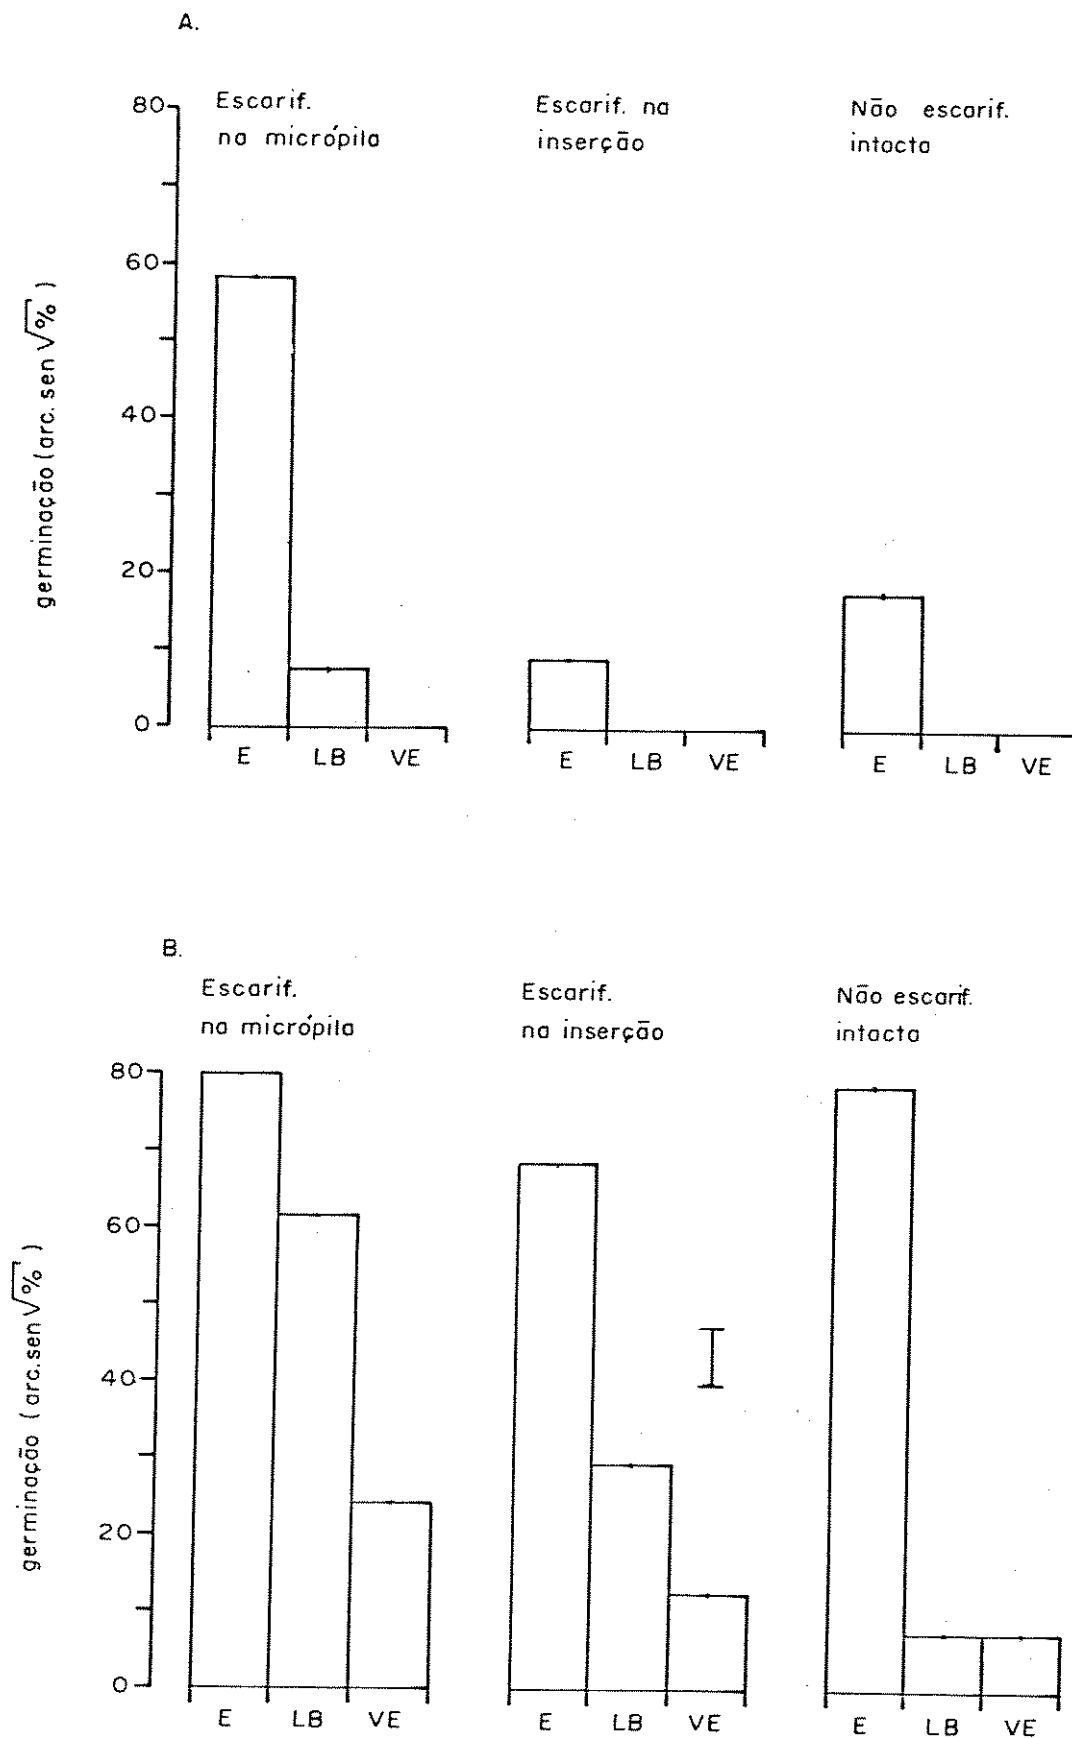 A.
Escarif.
na micrópila
Escarif. na
inserção
Não escarif.
intacta
80
60
40
20
0
germinação (arc. sen √% )
E LB VE
E LB VE
E LB VE
B.
Escarif.
na micrópila
Escarif.
na inserção
Não escarif.
intacta
80
60
40
20
0
germinação (arc. sen √% )
E LB VE
E LB VE
E LB VE